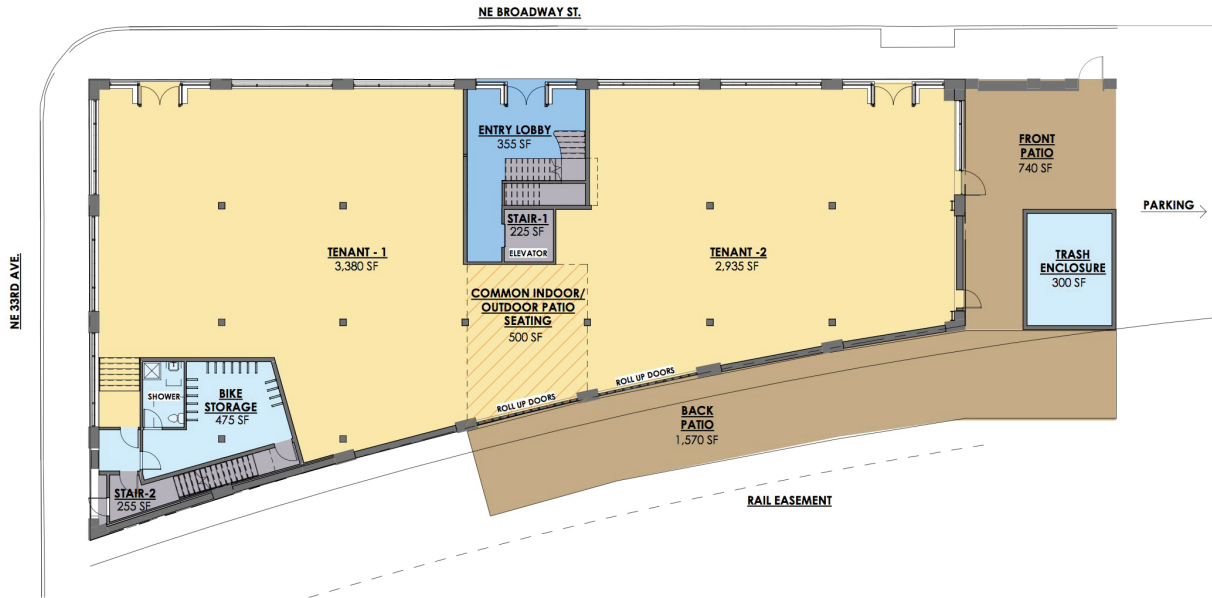 NE BROADWAY ST.
NE 33RD AVE.
ENTRY LOBBY
355 SF
FRONT
PATIO
740 SF
PARKING
STAIR-1
225 SF
ELEVATOR
TENANT - 1
3,380 SF
TENANT -2
2,935 SF
TRASH
ENCLOSURE
300 SF
COMMON INDOOR/
OUTDOOR PATIO
SEATING
500 SF
ROLL UP DOORS
ROLL UP DOORS
SHOWER
BIKE
STORAGE
475 SF
BACK
PATIO
1,570 SF
STAIR-2
255 SF
RAIL EASEMENT